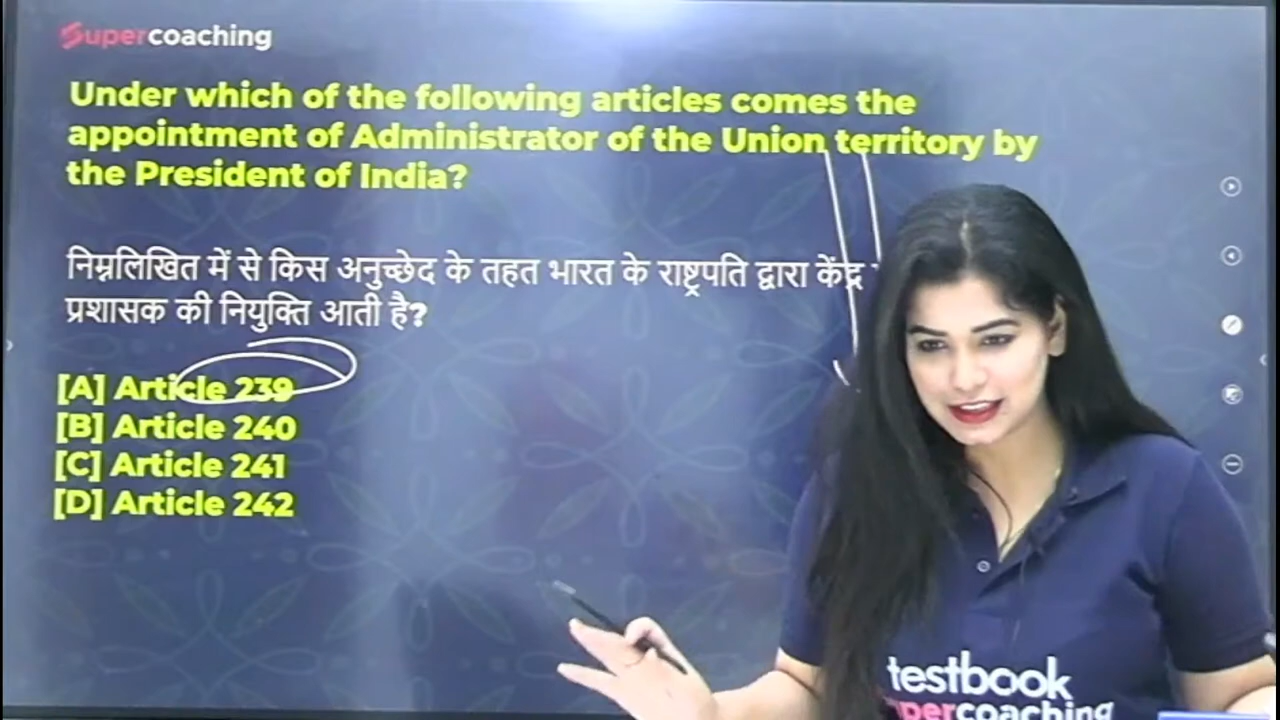 Supercoaching
Under which of the following articles comes the
appointment of Administrator of the Union territory by
the President of India?
निम्नलिखित में से किस अनुच्छेद के तहत भारत के राष्ट्रपति द्वारा केंद्र
प्रशासक की नियुक्ति आती है?
[A] Article 239
[B] Article 240
[C] Article 241
[D] Article 242
testbook
supercoaching